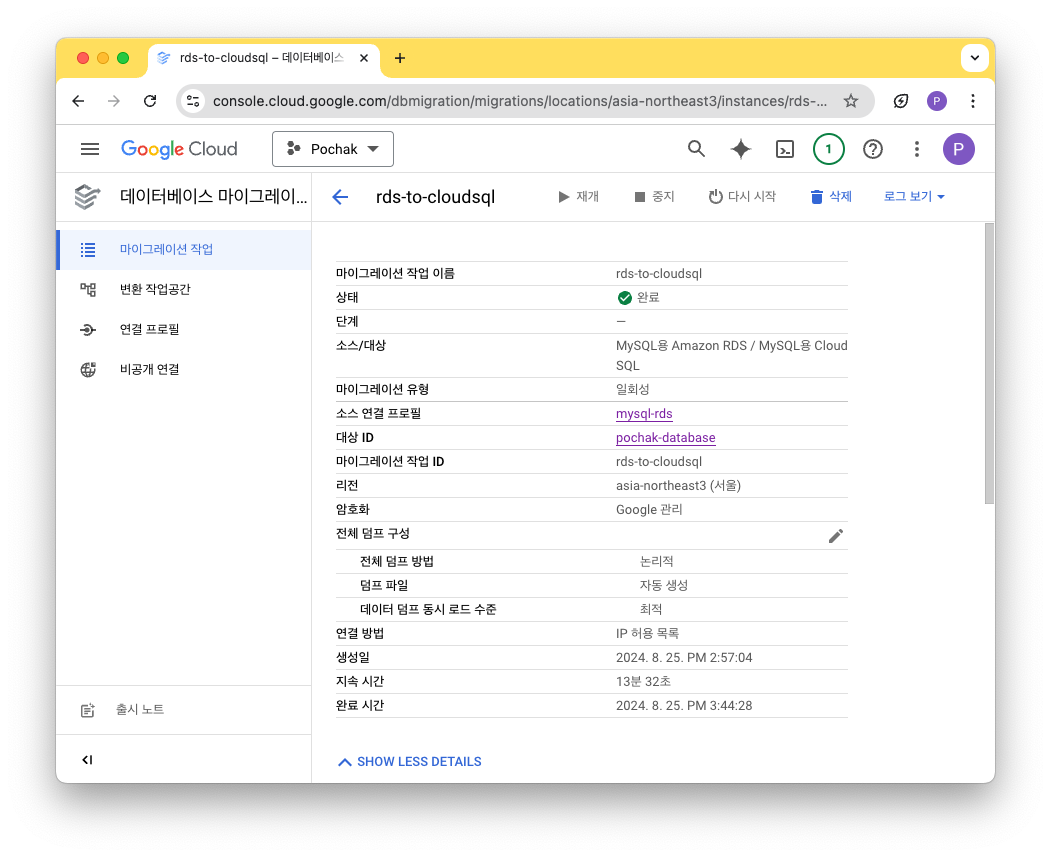 rds-to-cloudsql – 데이터베이스
console.cloud.google.com/dbmigration/migrations/locations/asia-northeast3/instances/rds-...
P
Google Cloud
Pochak
1
P
데이터베이스 마이그레이...
rds-to-cloudsql
재개
중지
다시 시작
삭제
로그 보기
마이그레이션 작업
변환 작업공간
연결 프로필
비공개 연결
출시 노트
마이그레이션 작업 이름 rds-to-cloudsql
상태 완료
단계 —
소스/대상 MySQL용 Amazon RDS / MySQL용 Cloud
SQL
마이그레이션 유형 일회성
소스 연결 프로필 mysql-rds
대상 ID pochak-database
마이그레이션 작업 ID rds-to-cloudsql
리전 asia-northeast3 (서울)
암호화 Google 관리
전체 덤프 구성
전체 덤프 방법 논리적
덤프 파일 자동 생성
데이터 덤프 동시 로드 수준 최적
연결 방법 IP 허용 목록
생성일 2024. 8. 25. PM 2:57:04
지속 시간 13분 32초
완료 시간 2024. 8. 25. PM 3:44:28
SHOW LESS DETAILS